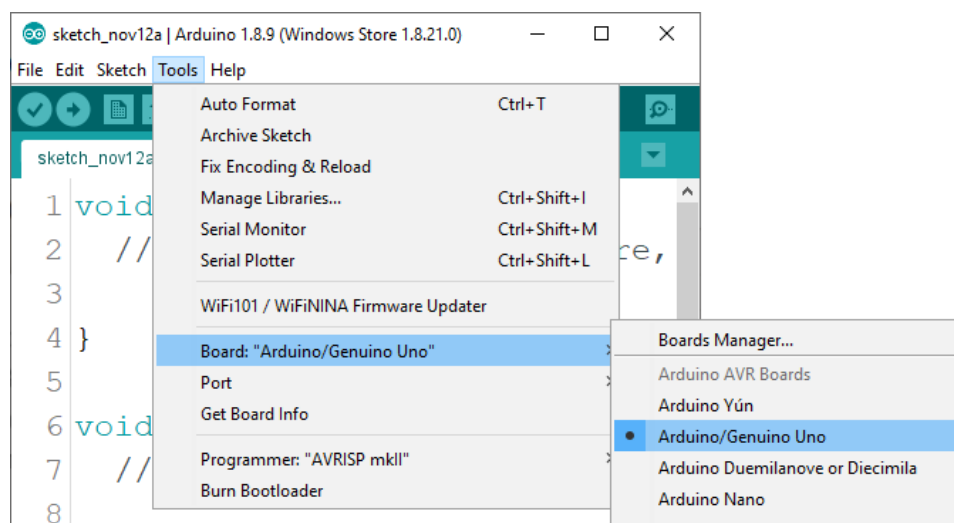 sketch_nov12a | Arduino 1.8.9 (Windows Store 1.8.21.0)
File Edit Sketch Tools Help
sketch_nov12a
Auto Format Ctrl+T
Archive Sketch
Fix Encoding & Reload
Manage Libraries... Ctrl+Shift+I
Serial Monitor Ctrl+Shift+M
Serial Plotter Ctrl+Shift+L
WiFi101 / WiFiNINA Firmware Updater
Board: "Arduino/Genuino Uno"
Port
Get Board Info
Programmer: "AVRISP mkII"
Burn Bootloader
Boards Manager...
Arduino AVR Boards
Arduino Yún
Arduino/Genuino Uno
Arduino Duemilanove or Diecimila
Arduino Nano
1 void
2 // re,
3
4 }
5
6 void
7 //
8